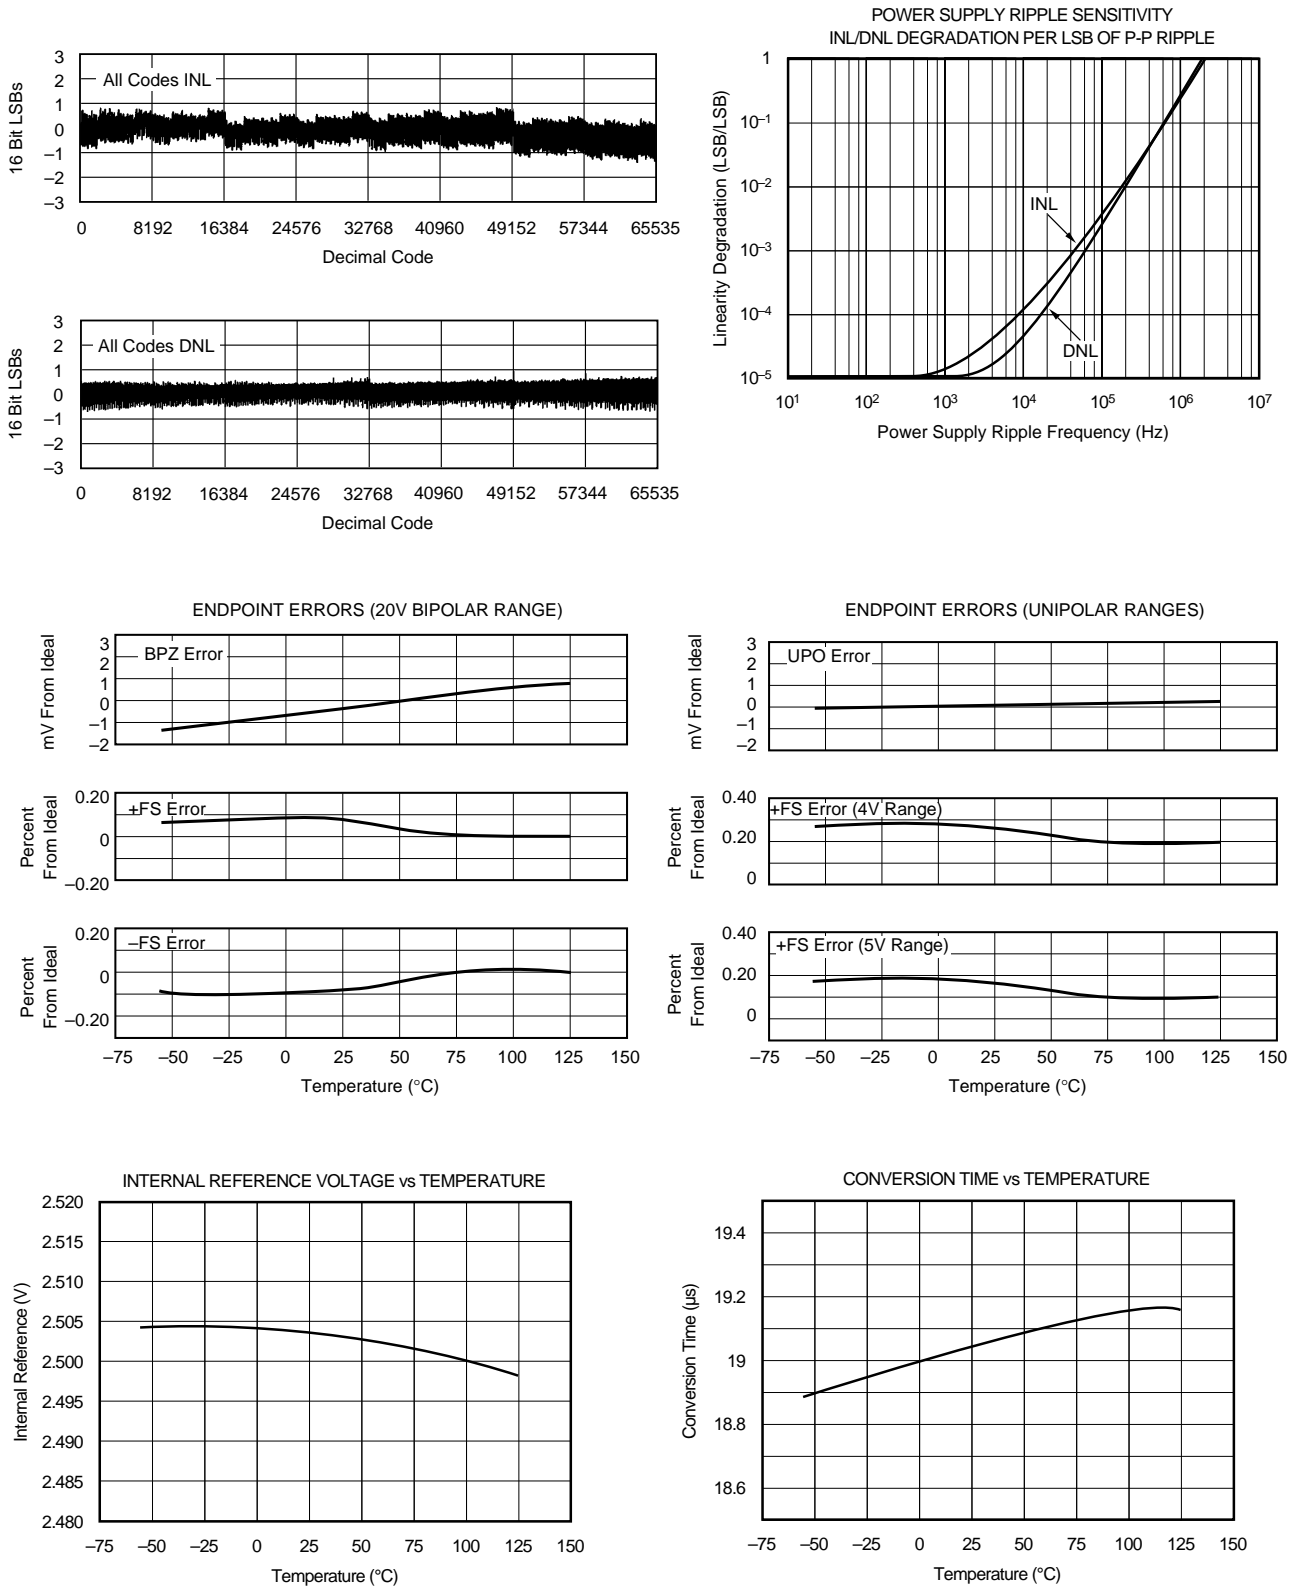 3
2
1
0
–1
–2
–3
16 Bit LSBs
All Codes INL
0 8192 16384 24576 32768 40960 49152 57344 65535
Decimal Code
3
2
1
0
–1
–2
–3
16 Bit LSBs
All Codes DNL
0 8192 16384 24576 32768 40960 49152 57344 65535
Decimal Code
POWER SUPPLY RIPPLE SENSITIVITY
INL/DNL DEGRADATION PER LSB OF P-P RIPPLE
1
10⁻¹
10⁻²
10⁻³
10⁻⁴
10⁻⁵
Linearity Degradation (LSB/LSB)
INL
DNL
10¹ 10² 10³ 10⁴ 10⁵ 10⁶ 10⁷
Power Supply Ripple Frequency (Hz)
ENDPOINT ERRORS (20V BIPOLAR RANGE)
3
2
1
0
–1
–2
mV From Ideal
BPZ Error
0.20
0
–0.20
Percent
From Ideal
+FS Error
0.20
0
–0.20
Percent
From Ideal
–FS Error
–75 –50 –25 0 25 50 75 100 125 150
Temperature (°C)
ENDPOINT ERRORS (UNIPOLAR RANGES)
3
2
1
0
–1
–2
mV From Ideal
UPO Error
0.40
0.20
0
Percent
From Ideal
+FS Error (4V Range)
0.40
0.20
0
Percent
From Ideal
+FS Error (5V Range)
–75 –50 –25 0 25 50 75 100 125 150
Temperature (°C)
INTERNAL REFERENCE VOLTAGE vs TEMPERATURE
2.520
2.515
2.510
2.505
2.500
2.495
2.490
2.485
2.480
Internal Reference (V)
–75 –50 –25 0 25 50 75 100 125 150
Temperature (°C)
CONVERSION TIME vs TEMPERATURE
19.4
19.2
19
18.8
18.6
Conversion Time (µs)
–75 –50 –25 0 25 50 75 100 125 150
Temperature (°C)